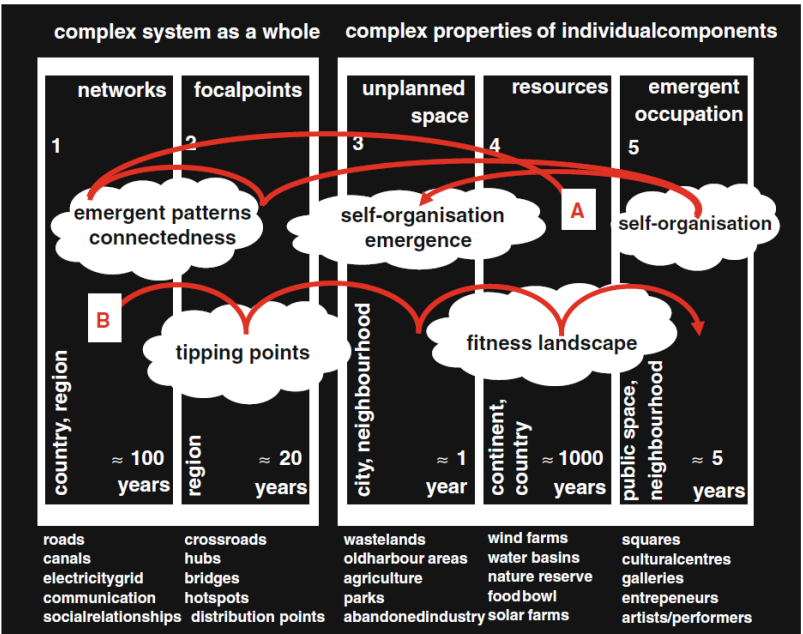 complex system as a whole
complex properties of individualcomponents
networks
focalpoints
unplanned
space
resources
emergent
occupation
1
2
3
4
5
emergent patterns
connectedness
self-organisation
emergence
A
self-organisation
B
tipping points
fitness landscape
country, region
≈ 100
years
region
≈ 20
years
city, neighbourhood
≈ 1
year
continent,
country
≈ 1000
years
public space,
neighbourhood
≈ 5
years
roads
canals
electricitygrid
communication
socialrelationships
crossroads
hubs
bridges
hotspots
distribution points
wastelands
oldharbour areas
agriculture
parks
abandonedindustry
wind farms
water basins
nature reserve
foodbowl
solar farms
squares
culturalcentres
galleries
entrepeneurs
artists/performers